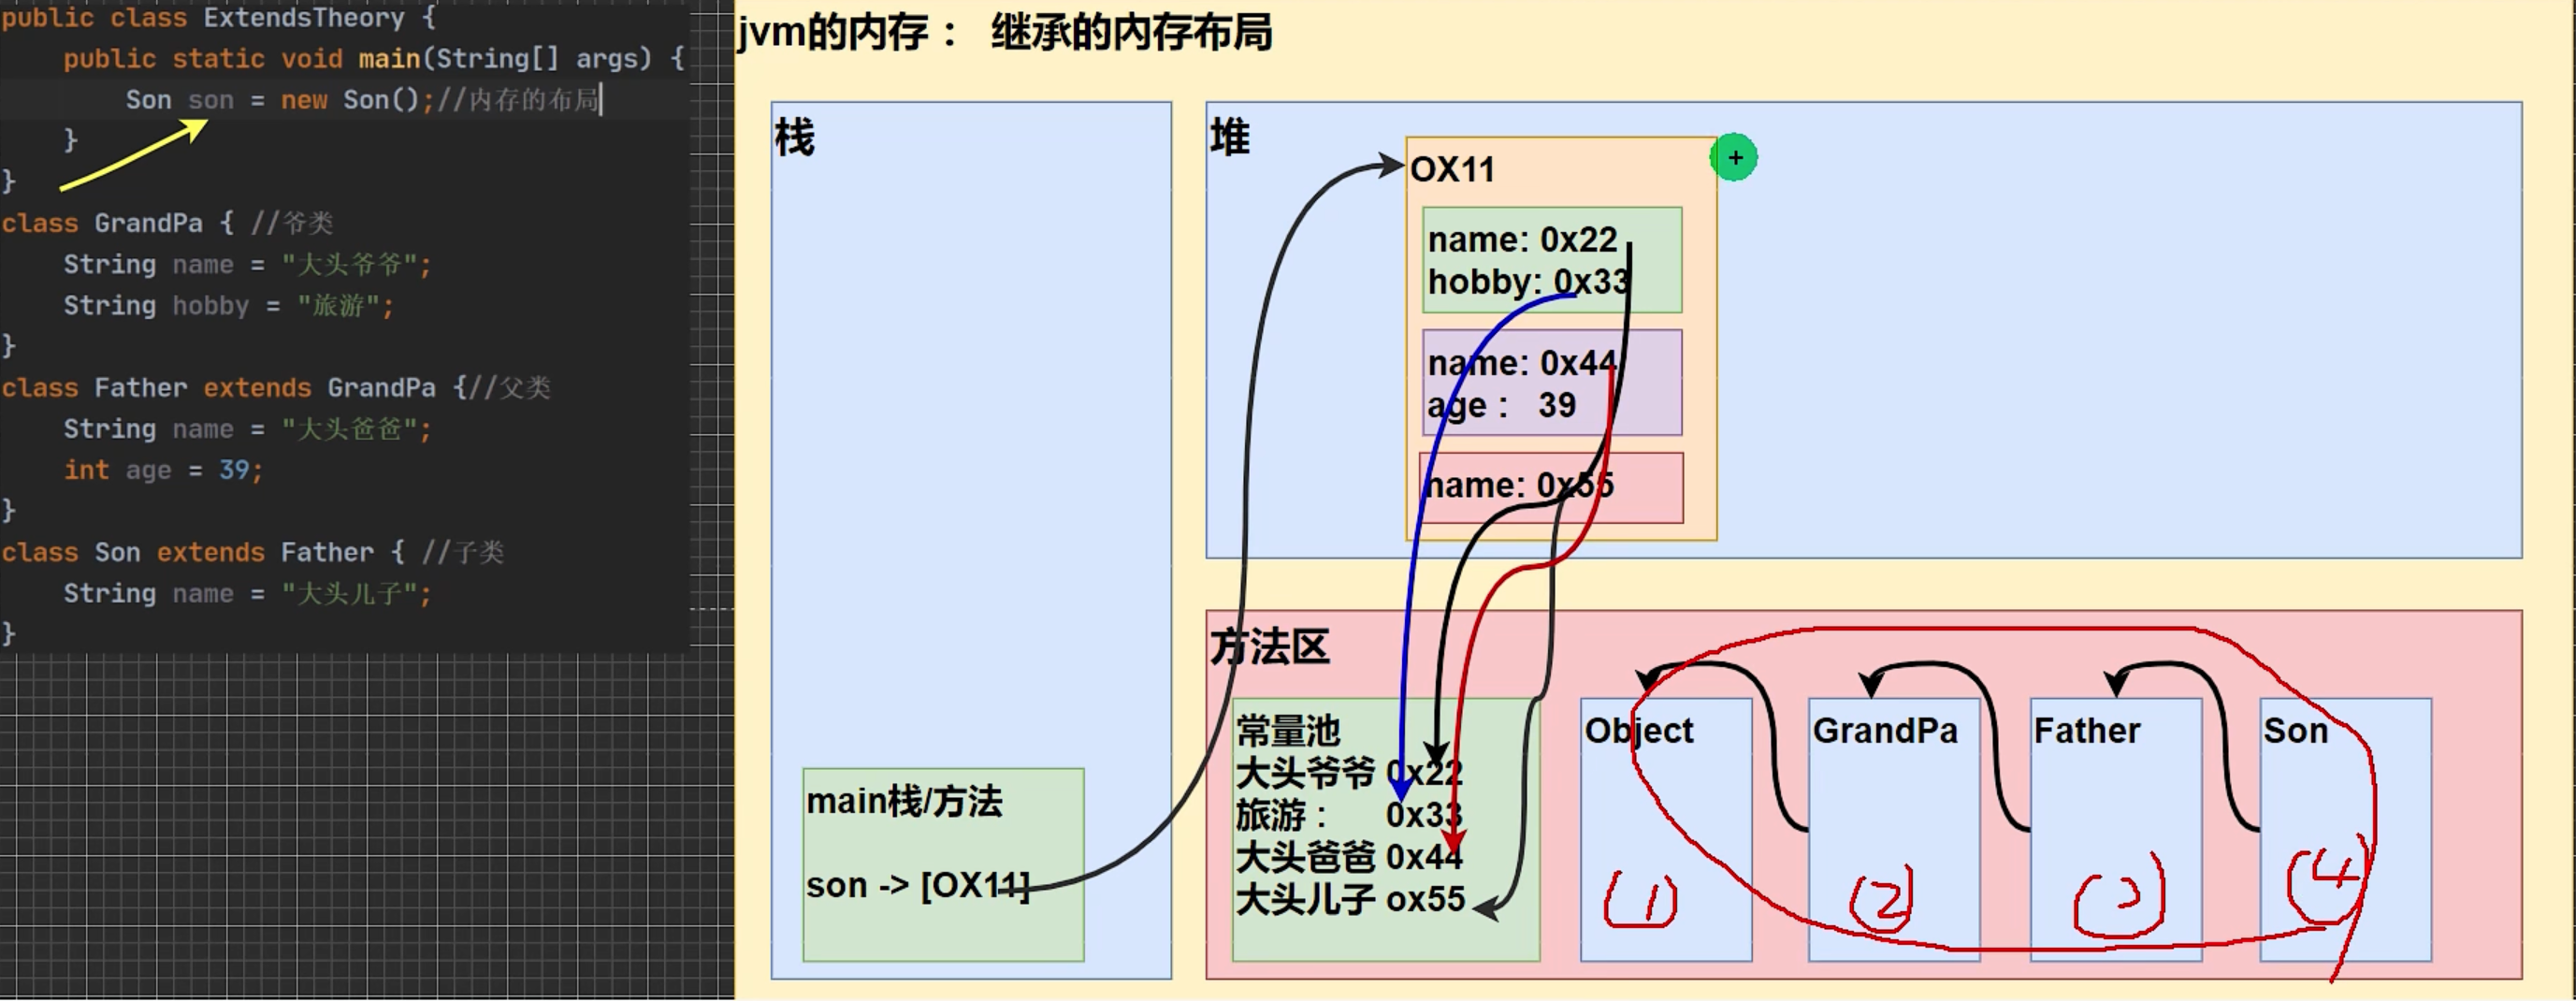 public class ExtendsTheory {
public static void main(String[] args) {
Son son = new Son();//内存的布局
}
}
class GrandPa { //爷类
String name = "大头爷爷";
String hobby = "旅游";
}
class Father extends GrandPa {//父类
String name = "大头爸爸";
int age = 39;
}
class Son extends Father { //子类
String name = "大头儿子";
}
jvm的内存： 继承的内存布局
栈
main栈/方法
son -> [OX11]
堆
OX11
name: 0x22
hobby: 0x33
name: 0x44
age： 39
name: 0x55
方法区
常量池
大头爷爷 0x22
旅游： 0x33
大头爸爸 0x44
大头儿子 ox55
Object
(1)
GrandPa
(2)
Father
Son
(4)